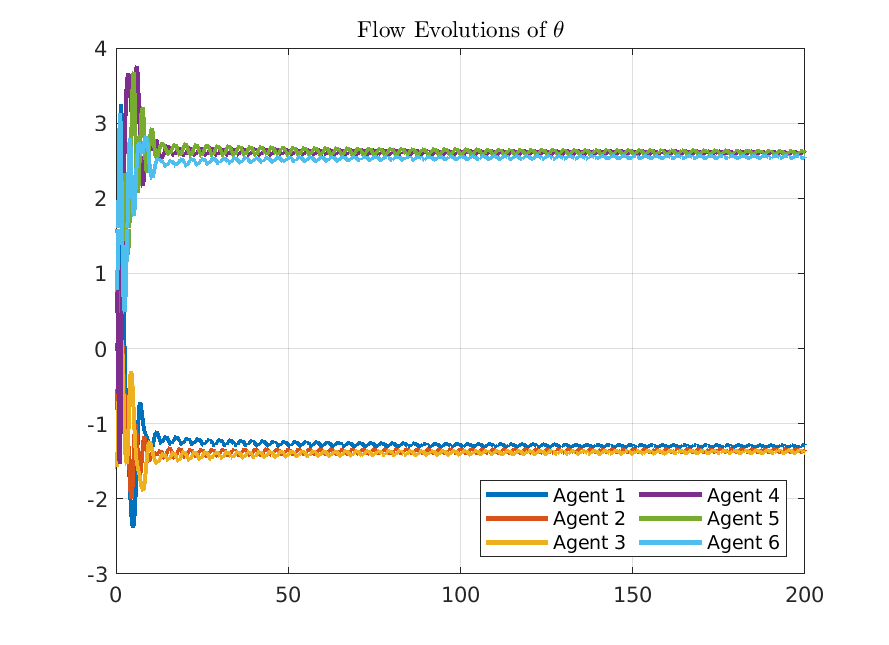 Flow Evolutions of θ
4
3
2
1
0
-1
-2
-3
0 50 100 150 200
Agent 1 Agent 4
Agent 2 Agent 5
Agent 3 Agent 6